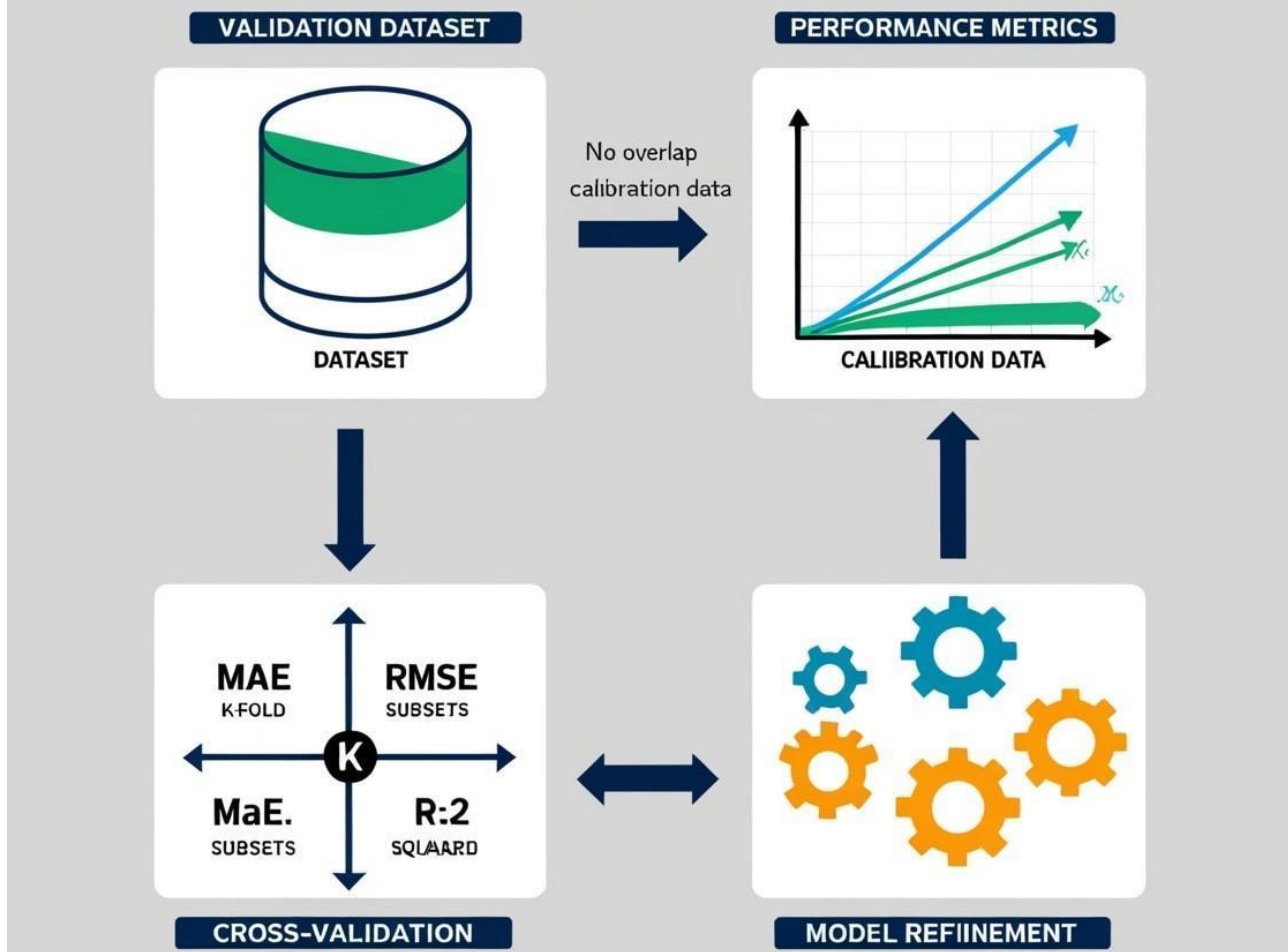 VALIDATION DATASET
PERFORMANCE METRICS
No overlap
calibration data
DATASET
CALIIBRATION DATA
MAE
K-FOLD
RMSE
SUBSETS
K
MaE.
SUBSETS
R:2
CROSS-VALIDATION
MODEL REFIINEMENT